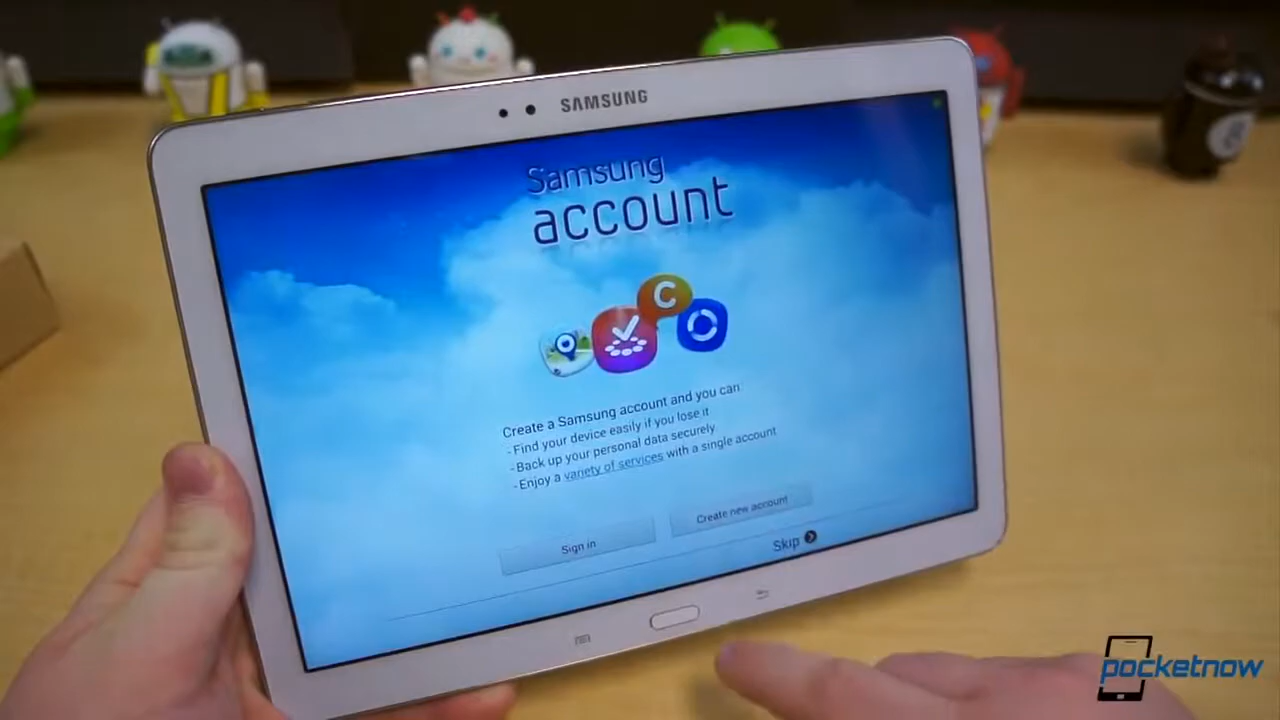 SAMSUNG
Samsung
account
C
Create a Samsung account and you can:
- Find your device easily if you lose it
- Back up your personal data securely
- Enjoy a variety of services with a single account
Sign in
Create new account
Skip
pocketnow